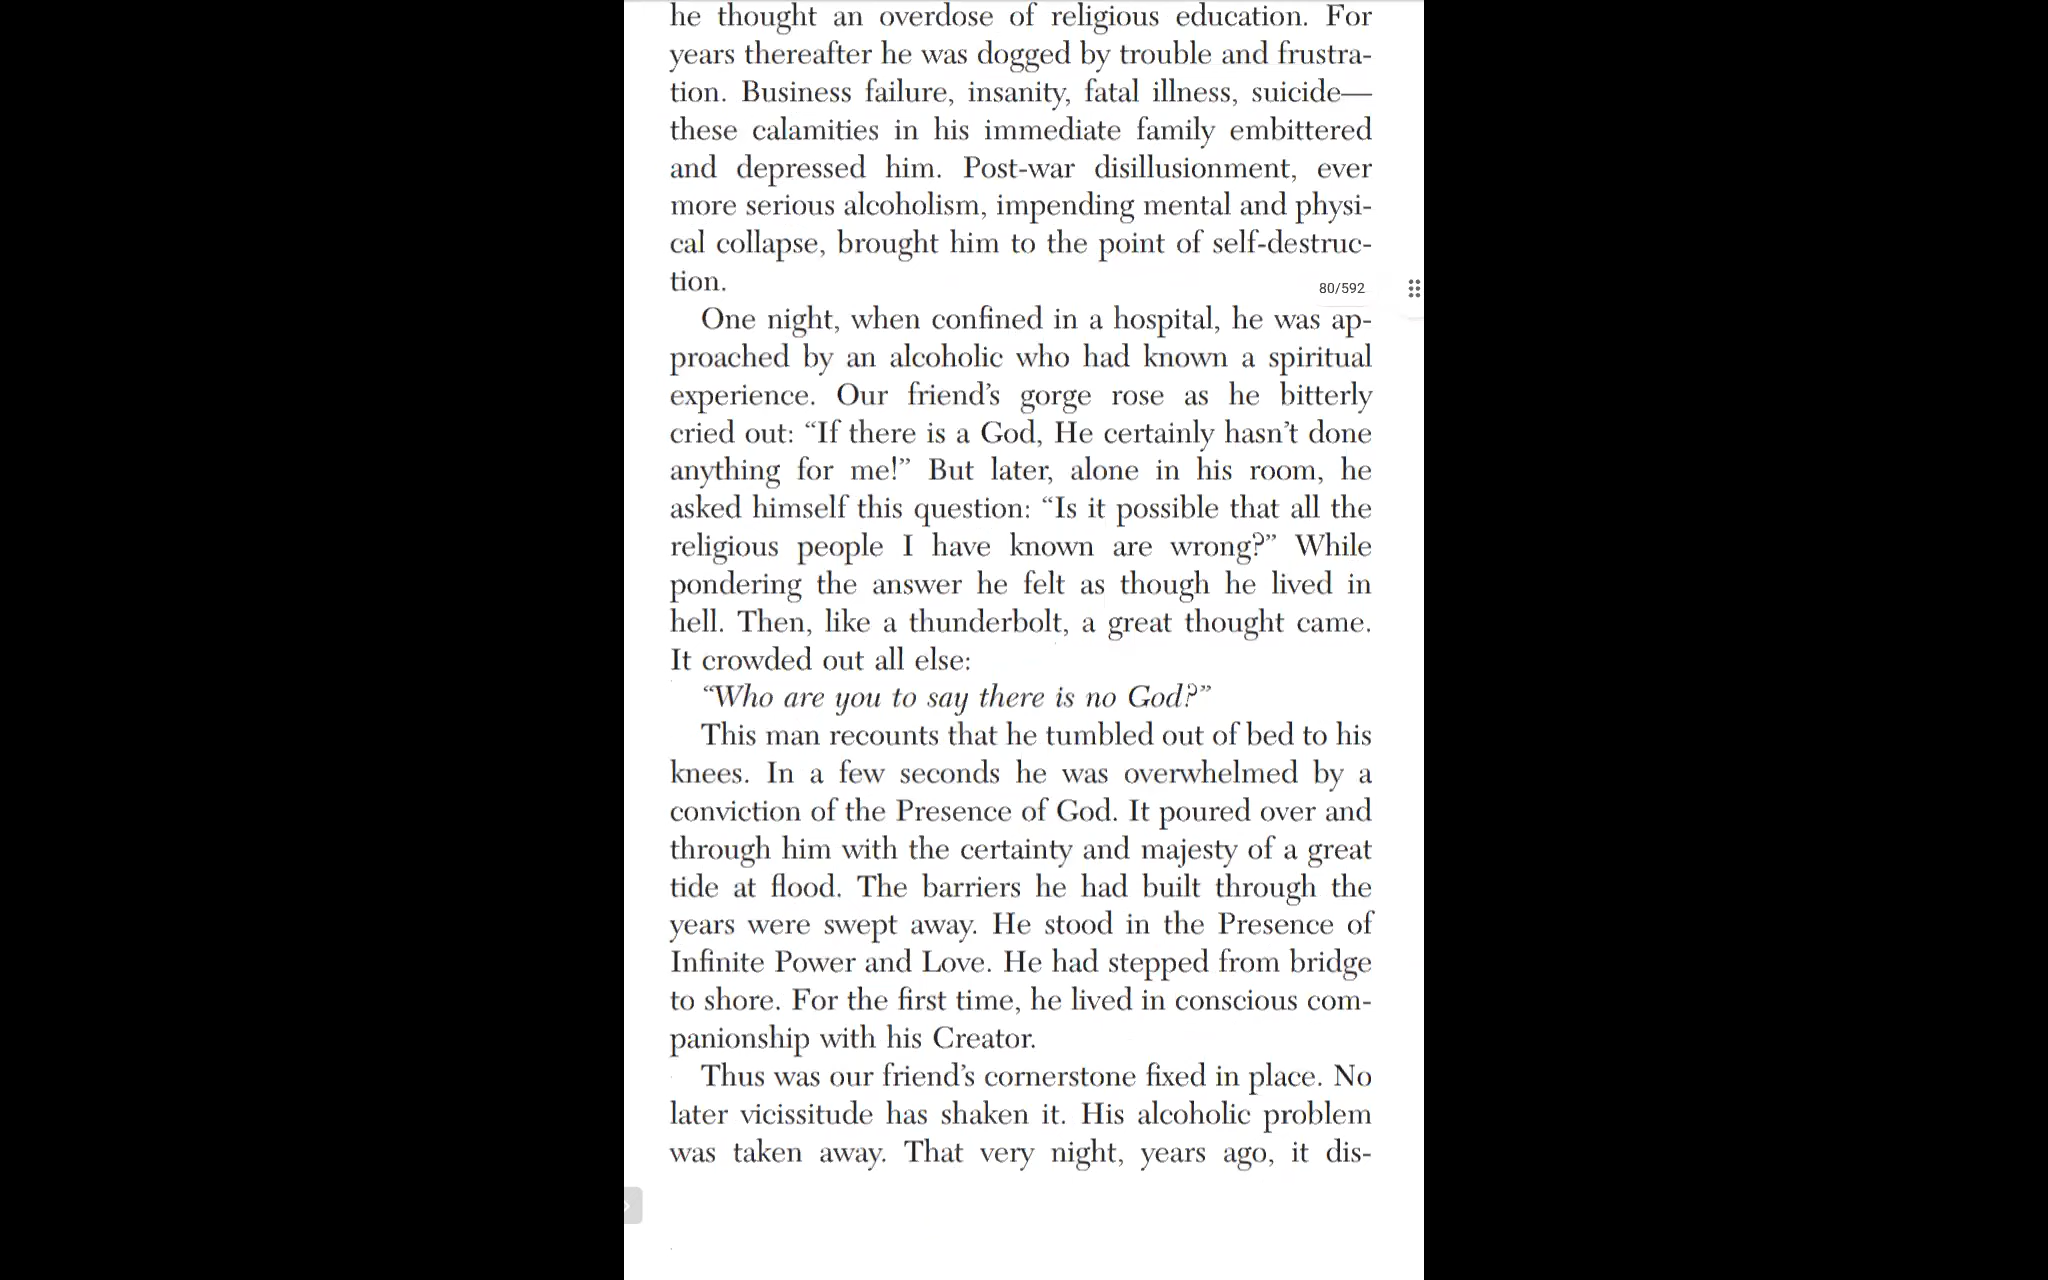 he thought an overdose of religious education. For
years thereafter he was dogged by trouble and frustra-
tion. Business failure, insanity, fatal illness, suicide—
these calamities in his immediate family embittered
and depressed him. Post-war disillusionment, ever
more serious alcoholism, impending mental and physi-
cal collapse, brought him to the point of self-destruc-
tion.
80/592
One night, when confined in a hospital, he was ap-
proached by an alcoholic who had known a spiritual
experience. Our friend’s gorge rose as he bitterly
cried out: “If there is a God, He certainly hasn’t done
anything for me!” But later, alone in his room, he
asked himself this question: “Is it possible that all the
religious people I have known are wrong?” While
pondering the answer he felt as though he lived in
hell. Then, like a thunderbolt, a great thought came.
It crowded out all else:
“Who are you to say there is no God?”
This man recounts that he tumbled out of bed to his
knees. In a few seconds he was overwhelmed by a
conviction of the Presence of God. It poured over and
through him with the certainty and majesty of a great
tide at flood. The barriers he had built through the
years were swept away. He stood in the Presence of
Infinite Power and Love. He had stepped from bridge
to shore. For the first time, he lived in conscious com-
panionship with his Creator.
Thus was our friend’s cornerstone fixed in place. No
later vicissitude has shaken it. His alcoholic problem
was taken away. That very night, years ago, it dis-